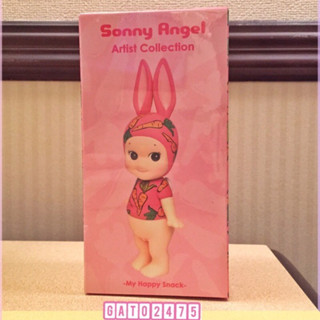 Sonny Angel
Artist Collection
-My Happy Snack-
GATO2475